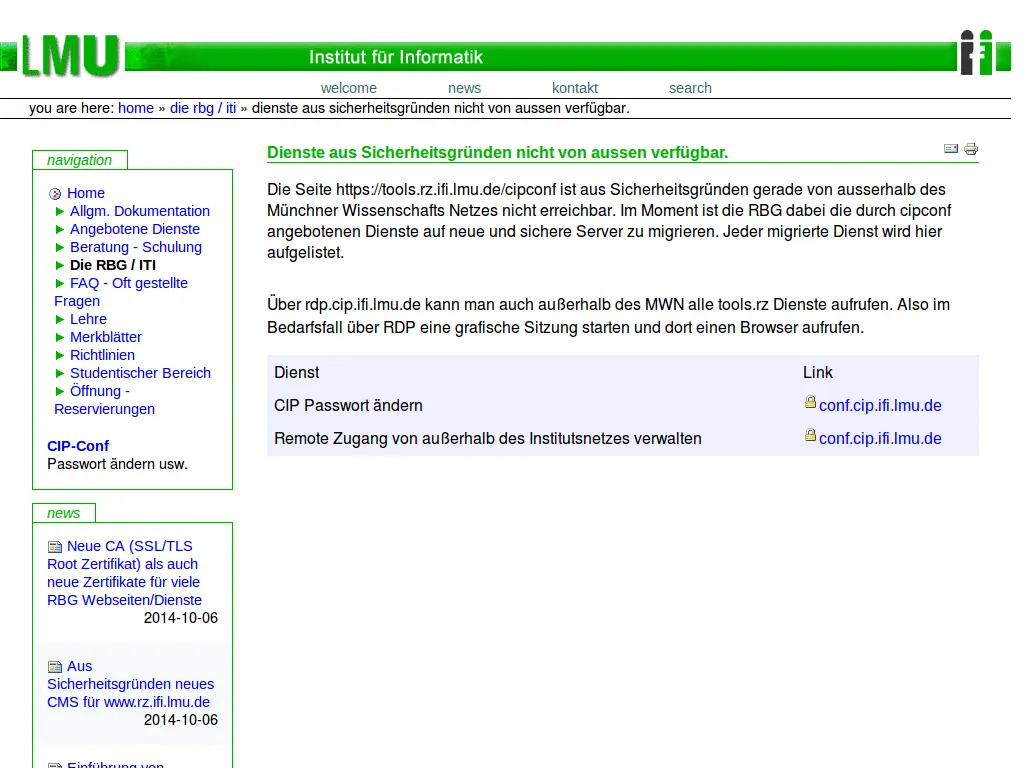 LMU
Institut für Informatik
welcome news kontakt search
you are here: home » die rbg / iti » dienste aus sicherheitsgründen nicht von aussen verfügbar.
navigation
Home
Allgm. Dokumentation
Angebotene Dienste
Beratung - Schulung
Die RBG / ITI
FAQ - Oft gestellte
Fragen
Lehre
Merkblätter
Richtlinien
Studentischer Bereich
Öffnung -
Reservierungen
CIP-Conf
Passwort ändern usw.
news
Neue CA (SSL/TLS
Root Zertifikat) als auch
neue Zertifikate für viele
RBG Webseiten/Dienste
2014-10-06
Aus
Sicherheitsgründen neues
CMS für www.rz.ifi.lmu.de
2014-10-06
Einführung von
Dienste aus Sicherheitsgründen nicht von aussen verfügbar.
Die Seite https://tools.rz.ifi.lmu.de/cipconf ist aus Sicherheitsgründen gerade von ausserhalb des
Münchner Wissenschafts Netzes nicht erreichbar. Im Moment ist die RBG dabei die durch cipconf
angebotenen Dienste auf neue und sichere Server zu migrieren. Jeder migrierte Dienst wird hier
aufgelistet.
Über rdp.cip.ifi.lmu.de kann man auch außerhalb des MWN alle tools.rz Dienste aufrufen. Also im
Bedarfsfall über RDP eine grafische Sitzung starten und dort einen Browser aufrufen.
Dienst Link
CIP Passwort ändern conf.cip.ifi.lmu.de
Remote Zugang von außerhalb des Institutsnetzes verwalten conf.cip.ifi.lmu.de